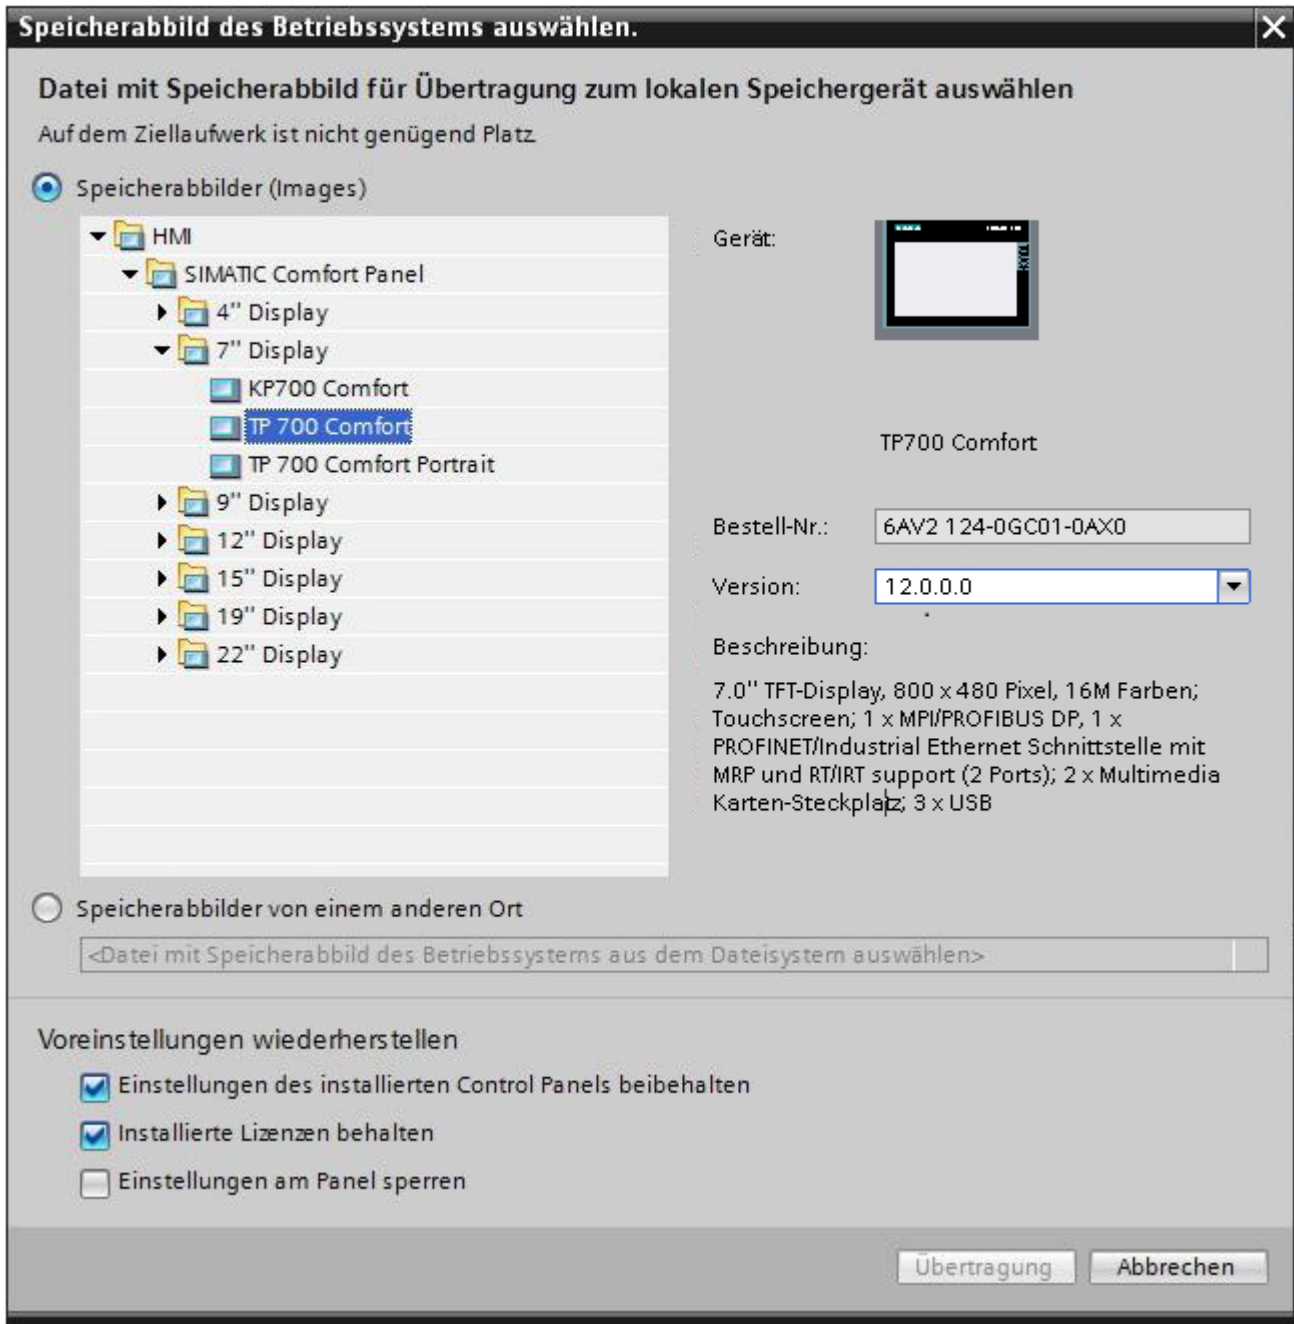 Speicherabbild des Betriebssystems auswählen.
Datei mit Speicherabbild für Übertragung zum lokalen Speichergerät auswählen
Auf dem Ziellaufwerk ist nicht genügend Platz
Speicherabbilder (Images)
HMI
SIMATIC Comfort Panel
4" Display
7" Display
KP700 Comfort
TP 700 Comfort
TP 700 Comfort Portrait
9" Display
12" Display
15" Display
19" Display
22" Display
Gerät:
TP700 Comfort
Bestell-Nr.: 6AV2 124-0GC01-0AX0
Version: 12.0.0.0
Beschreibung:
7.0" TFT-Display, 800 x 480 Pixel, 16M Farben;
Touchscreen; 1 x MPI/PROFIBUS DP, 1 x
PROFINET/Industrial Ethernet Schnittstelle mit
MRP und RT/IRT support (2 Ports); 2 x Multimedia
Karten-Steckplatz; 3 x USB
Speicherabbilder von einem anderen Ort
<Datei mit Speicherabbild des Betriebssystems aus dem Dateisystem auswählen>
Voreinstellungen wiederherstellen
Einstellungen des installierten Control Panels beibehalten
Installierte Lizenzen behalten
Einstellungen am Panel sperren
Übertragung Abbrechen